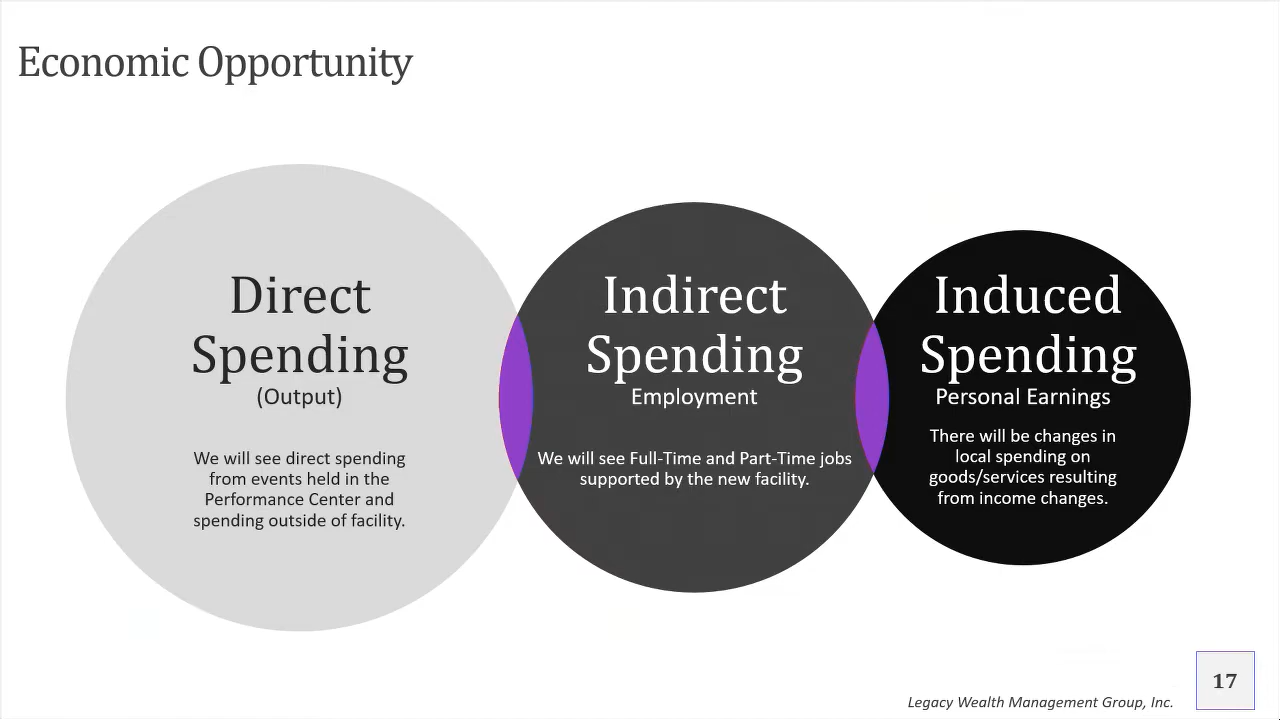 Economic Opportunity
Direct
Spending
(Output)
We will see direct spending
from events held in the
Performance Center and
spending outside of facility.
Indirect
Spending
Employment
We will see Full-Time and Part-Time jobs
supported by the new facility.
Induced
Spending
Personal Earnings
There will be changes in
local spending on
goods/services resulting
from income changes.
Legacy Wealth Management Group, Inc.
17